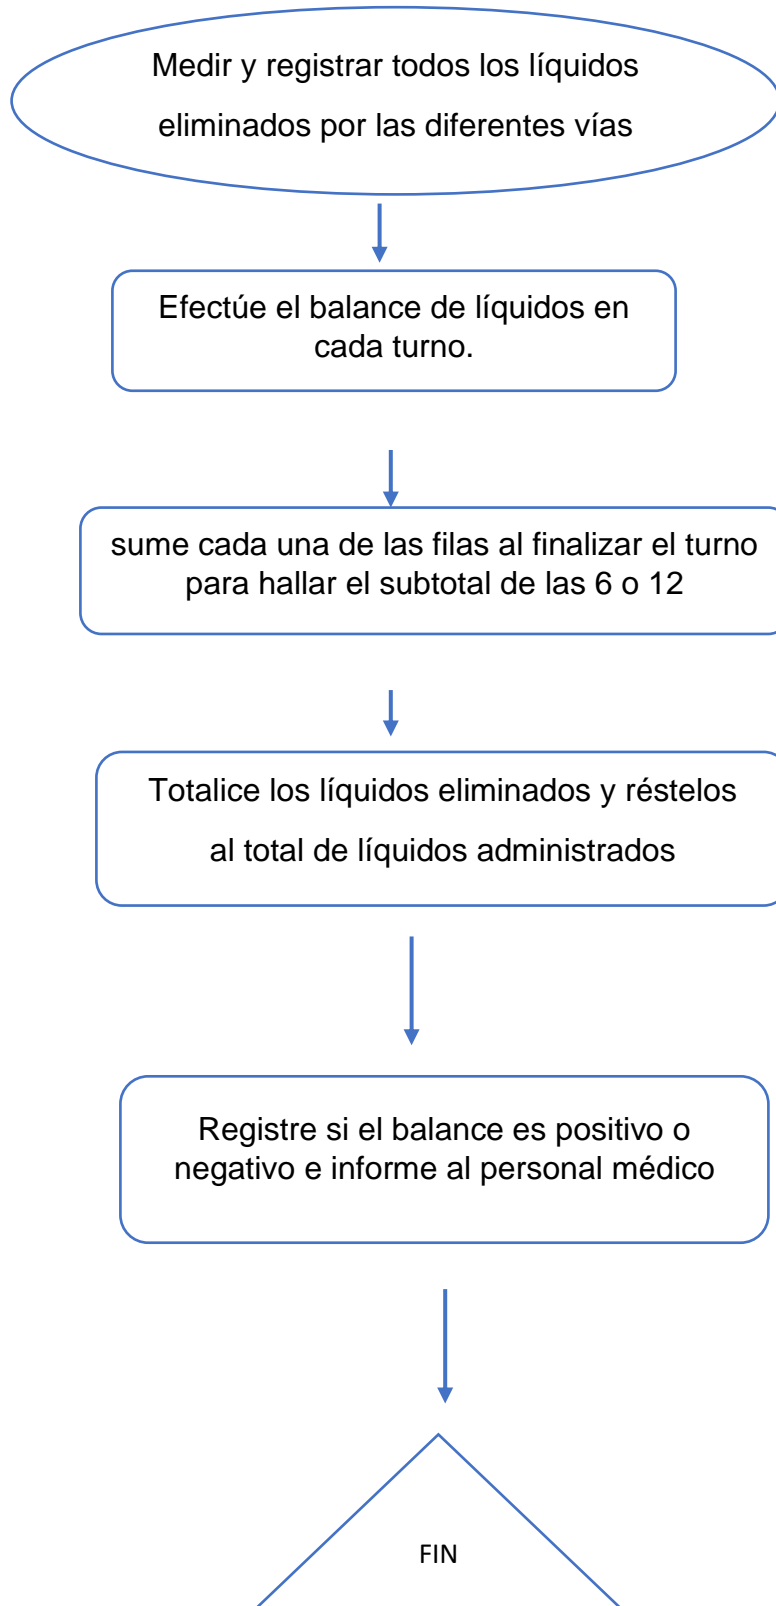 Medir y registrar todos los líquidos
eliminados por las diferentes vías
Efectúe el balance de líquidos en
cada turno.
sume cada una de las filas al finalizar el turno
para hallar el subtotal de las 6 o 12
Totalice los líquidos eliminados y réstelos
al total de líquidos administrados
Registre si el balance es positivo o
negativo e informe al personal médico
FIN